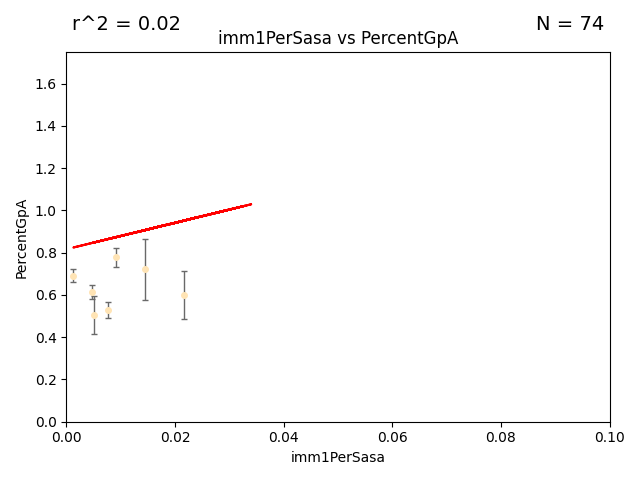 r^2 = 0.02
N = 74
imm1PerSasa vs PercentGpA
PercentGpA
1.6
1.4
1.2
1.0
0.8
0.6
0.4
0.2
0.0
0.00 0.02 0.04 0.06 0.08 0.10
imm1PerSasa